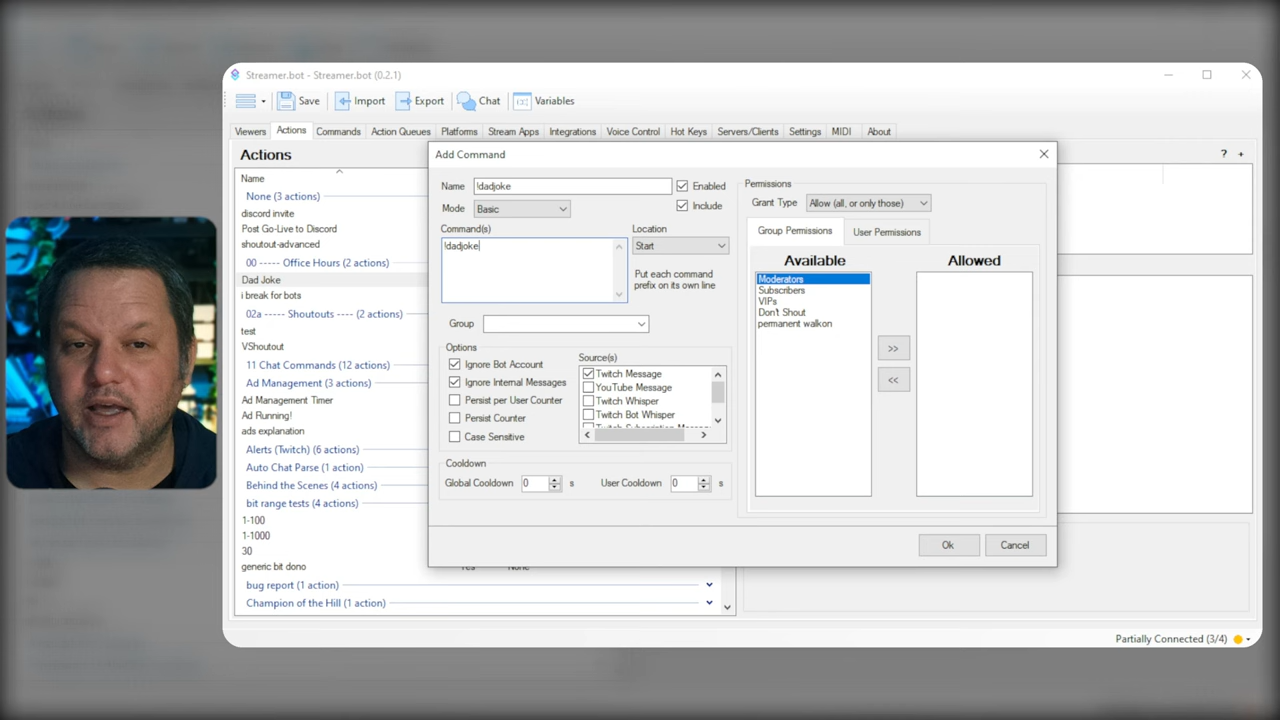 Streamer.bot - Streamer.bot (0.2.1)
Save Import Export Chat Variables
Viewers Actions Commands Action Queues Platforms Stream Apps Integrations Voice Control Hot Keys Servers/Clients Settings MIDI About
Actions
? +
Name
None (3 actions)
discord invite
Post Go-Live to Discord
shoutout-advanced
00 ----- Office Hours (2 actions)
Dad Joke
i break for bots
02a ----- Shoutouts ---- (2 actions)
test
VShoutout
11 Chat Commands (12 actions)
Ad Management (3 actions)
Ad Management Timer
Ad Running!
ads explanation
Alerts (Twitch) (6 actions)
Auto Chat Parse (1 action)
Behind the Scenes (4 actions)
bit range tests (4 actions)
1-100
1-1000
30
generic bit dono
bug report (1 action)
Champion of the Hill (1 action)
Add Command
Name !dadjoke Enabled
Mode Basic Include
Command(s) Location
!dadjoke Start
Put each command
prefix on its own line
Group
Options
Ignore Bot Account
Ignore Internal Messages
Persist per User Counter
Persist Counter
Case Sensitive
Source(s)
Twitch Message
YouTube Message
Twitch Whisper
Twitch Bot Whisper
Cooldown
Global Cooldown 0 s User Cooldown 0 s
Permissions
Grant Type Allow (all, or only those)
Group Permissions User Permissions
Available Allowed
Moderators
Subscribers
VIPs
Don't Shout
permanent walkon
>>
<<
Ok Cancel
Partially Connected (3/4)